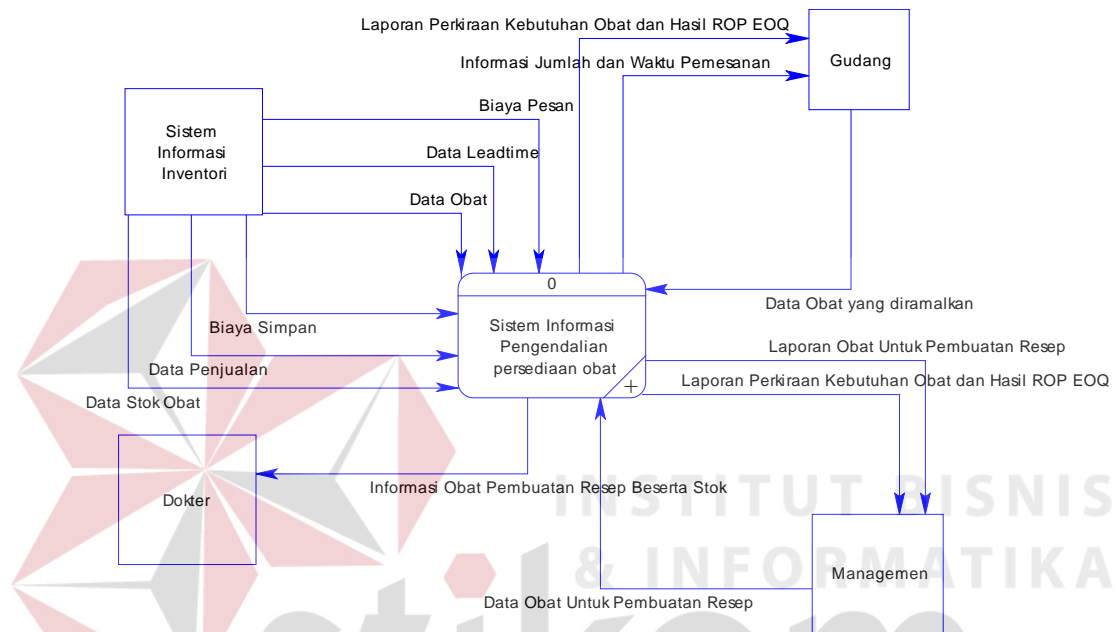 Laporan Perkiraan Kebutuhan Obat dan Hasil ROP EOQ
Gudang
Informasi Jumlah dan Waktu Pemesanan
Biaya Pesan
Sistem
Informasi
Inventori
Data Leadtime
Data Obat
0
Sistem Informasi
Pengendalian
persediaan obat
+
Data Obat yang diramalkan
Biaya Simpan
Laporan Obat Untuk Pembuatan Resep
Data Penjualan
Laporan Perkiraan Kebutuhan Obat dan Hasil ROP EOQ
Data Stok Obat
Informasi Obat Pembuatan Resep Beserta Stok
Dokter
INSTITUT BISNIS
& INFORMATIKA
Managemen
Data Obat Untuk Pembuatan Resep
stikom